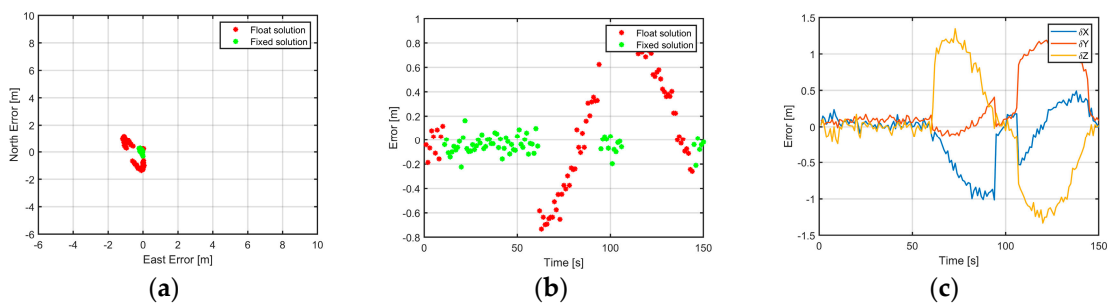 10
8
6
4
2
0
-2
-4
-6
-6 -4 -2 0 2 4 6 8 10
North Error [m]
East Error [m]
Float solution
Fixed solution
(a)
1
0.8
0.6
0.4
0.2
0
-0.2
-0.4
-0.6
-0.8
0 50 100 150
Error [m]
Time [s]
Float solution
Fixed solution
(b)
1.5
1
0.5
0
-0.5
-1
-1.5
0 50 100 150
Error [m]
Time [s]
δX
δY
δZ
(c)